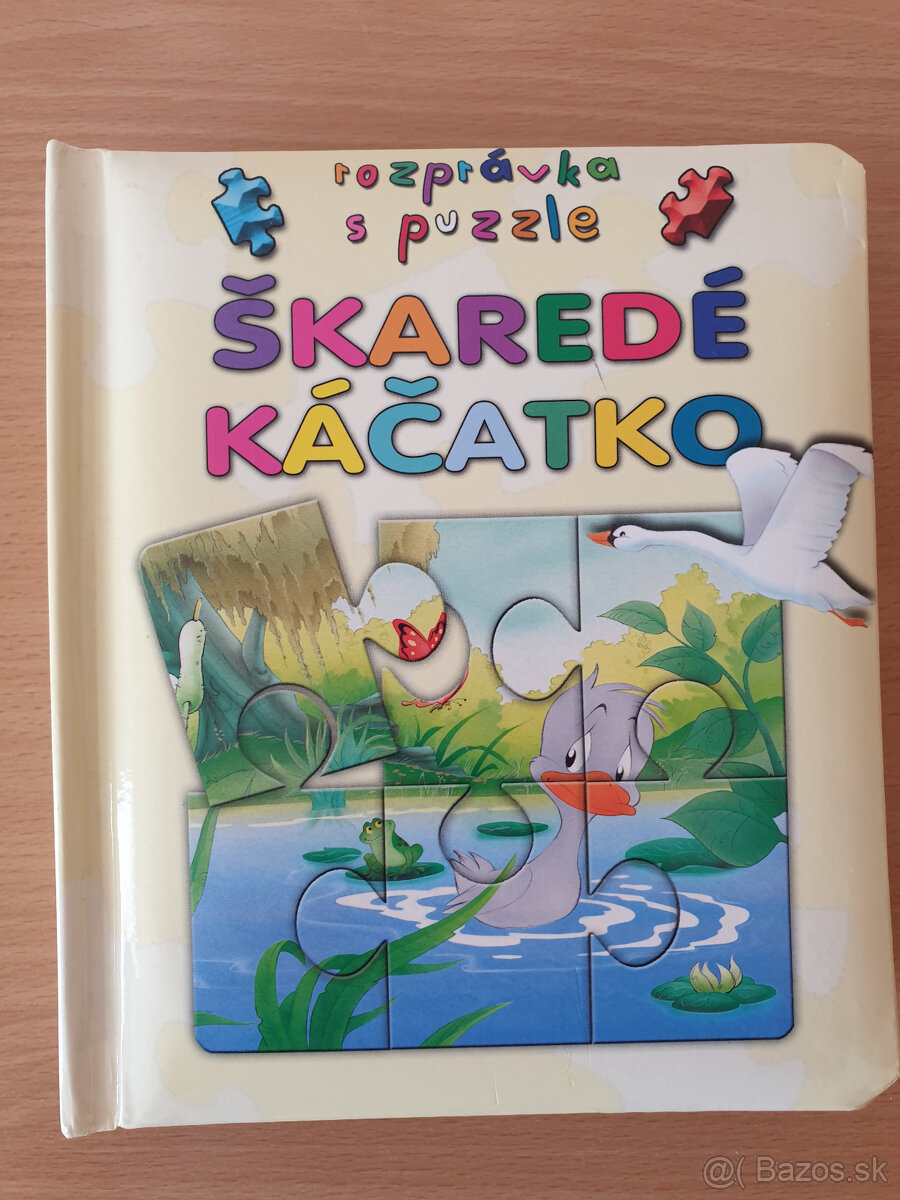 rozprávka
s puzzle
ŠKAREDÉ
KÁČATKO
@( Bazos.sk